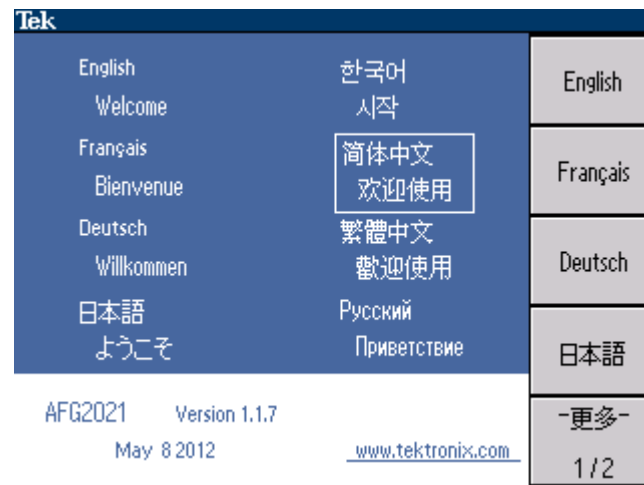 Tek
English
Welcome
Français
Bienvenue
Deutsch
Willkommen
日本語
ようこそ
한국어
시작
简体中文
欢迎使用
繁體中文
歡迎使用
Русский
Приветствие
AFG2021 Version 1.1.7
May 8 2012 www.tektronix.com
English
Français
Deutsch
日本語
-更多-
1/2